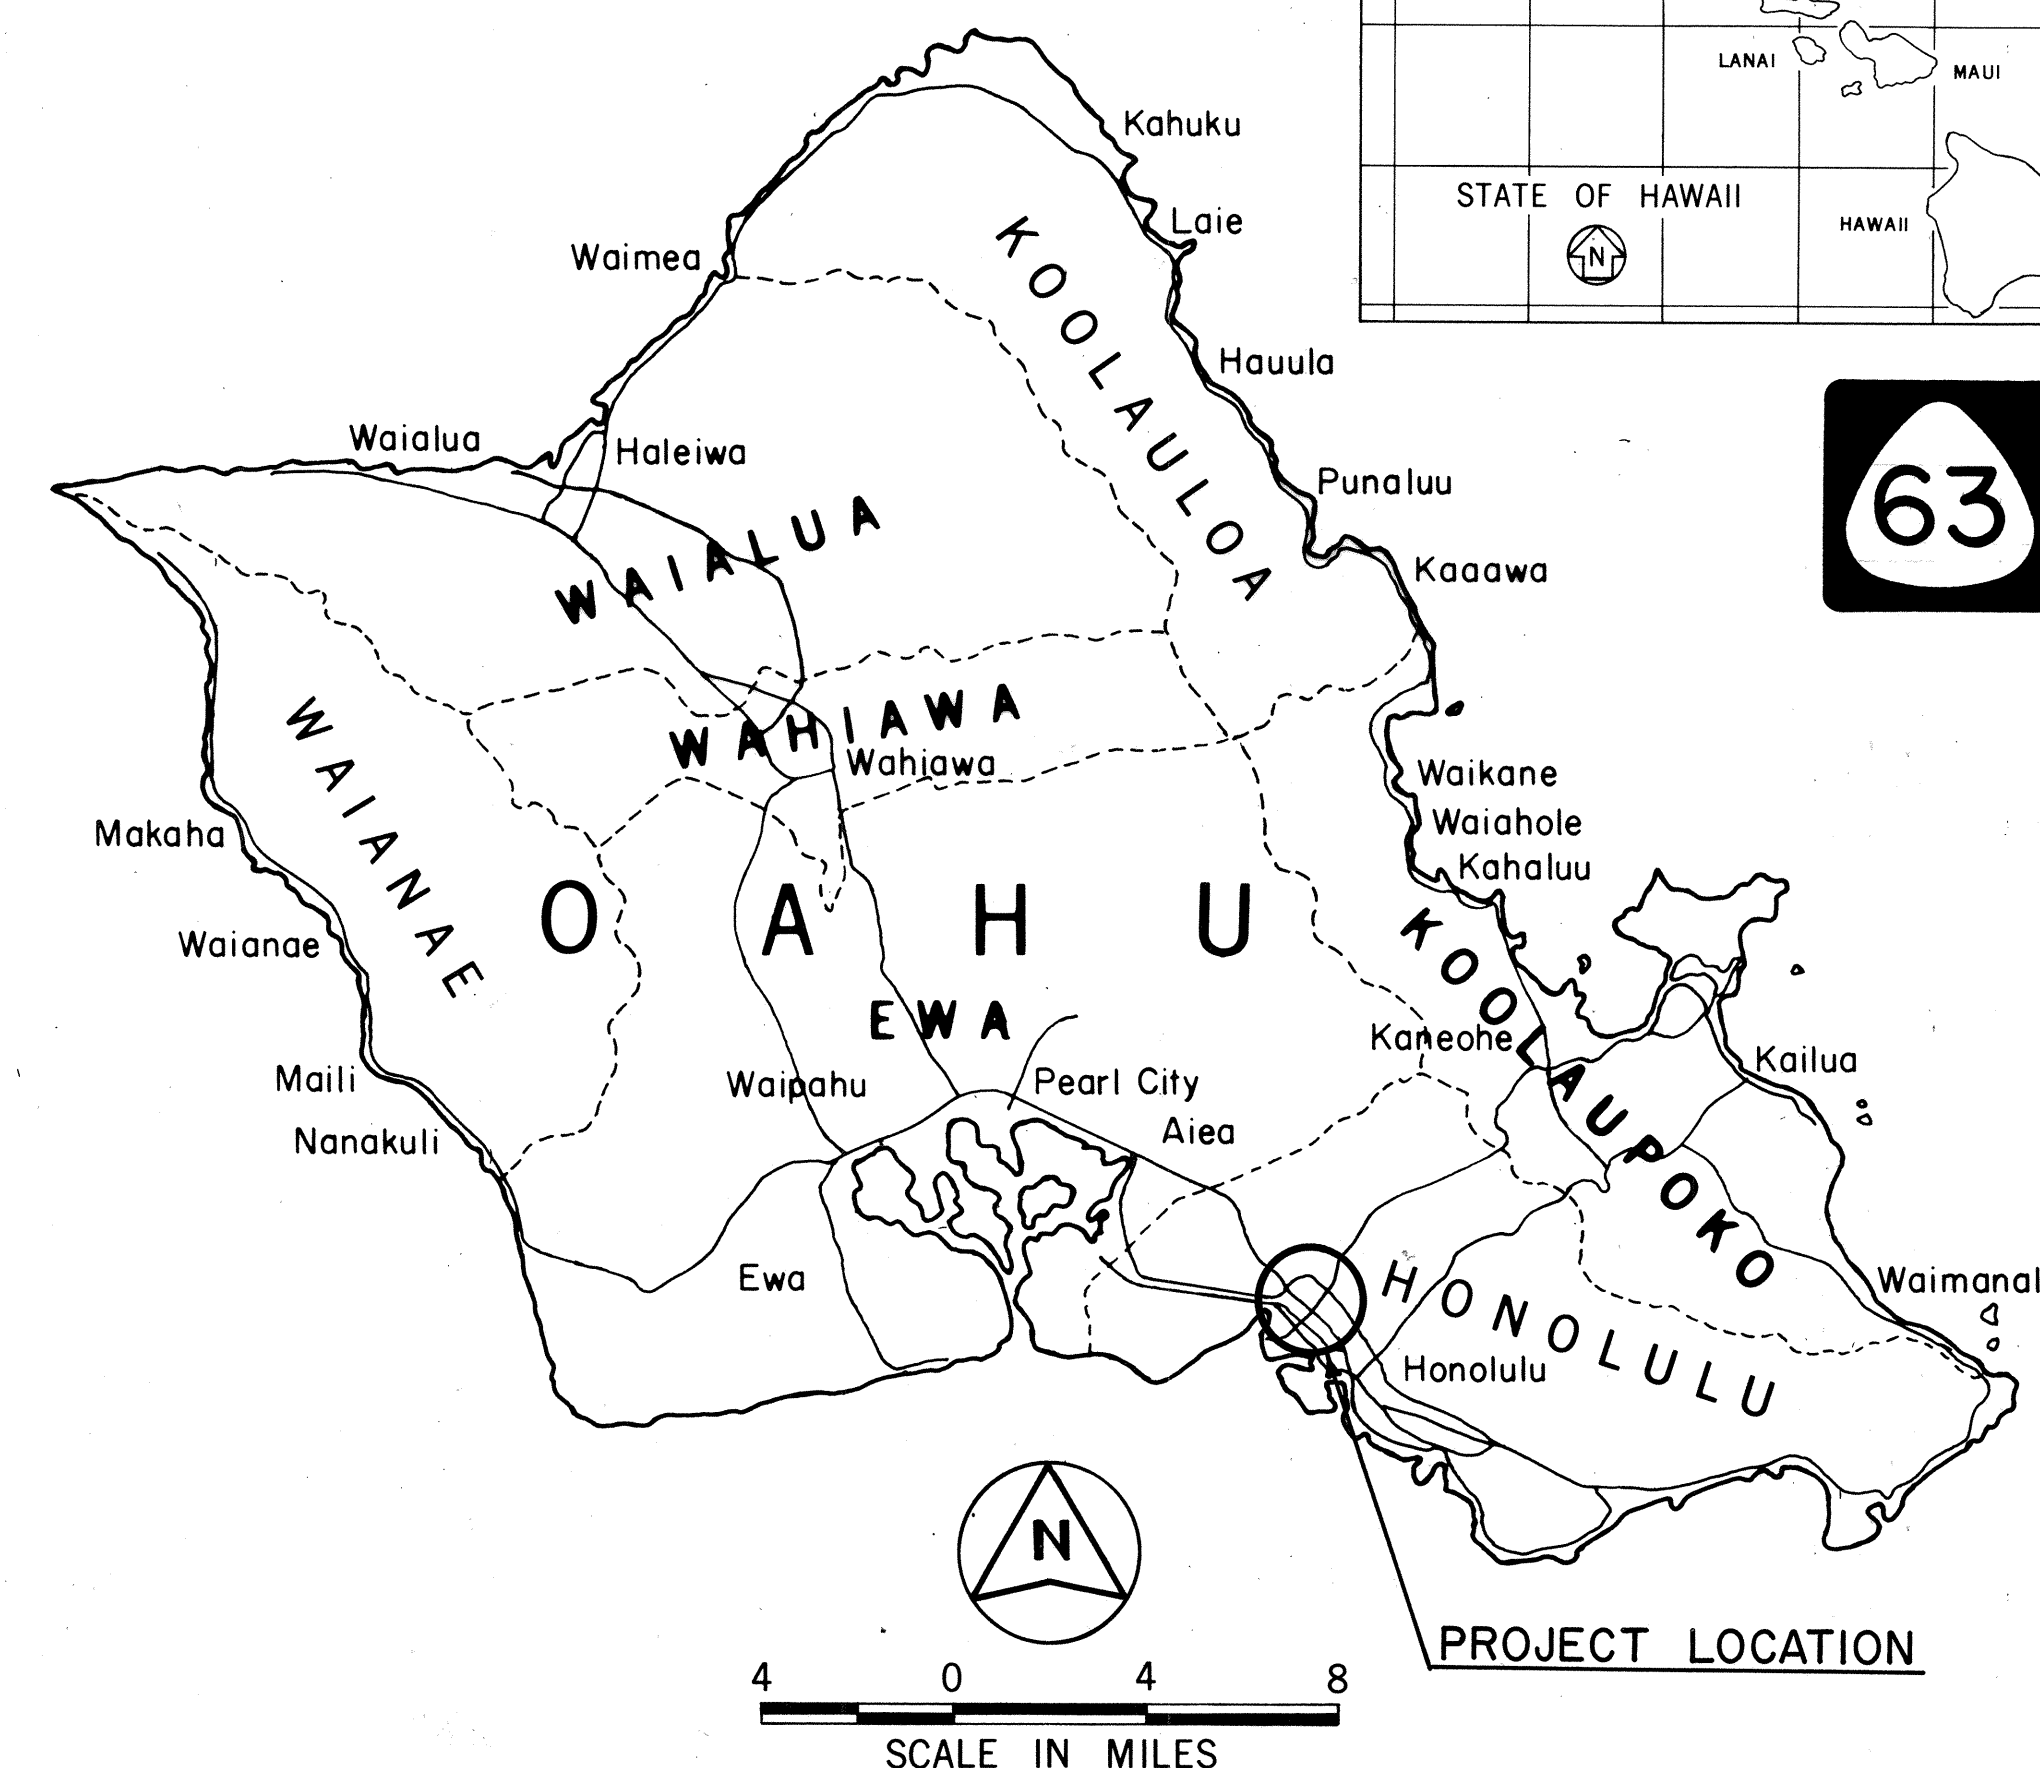 LANAI
MAUI
STATE OF HAWAII
HAWAII
N
63
Kahuku
Laie
Waimea
KOOLAULOA
Hauula
Waialua
Haleiwa
Punaluu
WAIALUA
Kaaawa
WAHIAWA
WAIANAE
Wahiawa
Waikane
Waiahole
Makaha
Kahaluu
OAHU
Waianae
KOOLAUPOKO
EWA
Kaneohe
Kailua
Maili
Waipahu
Pearl City
Aiea
Nanakuli
Ewa
HONOLULU
Waimanal
Honolulu
N
PROJECT LOCATION
4 0 4 8
SCALE IN MILES